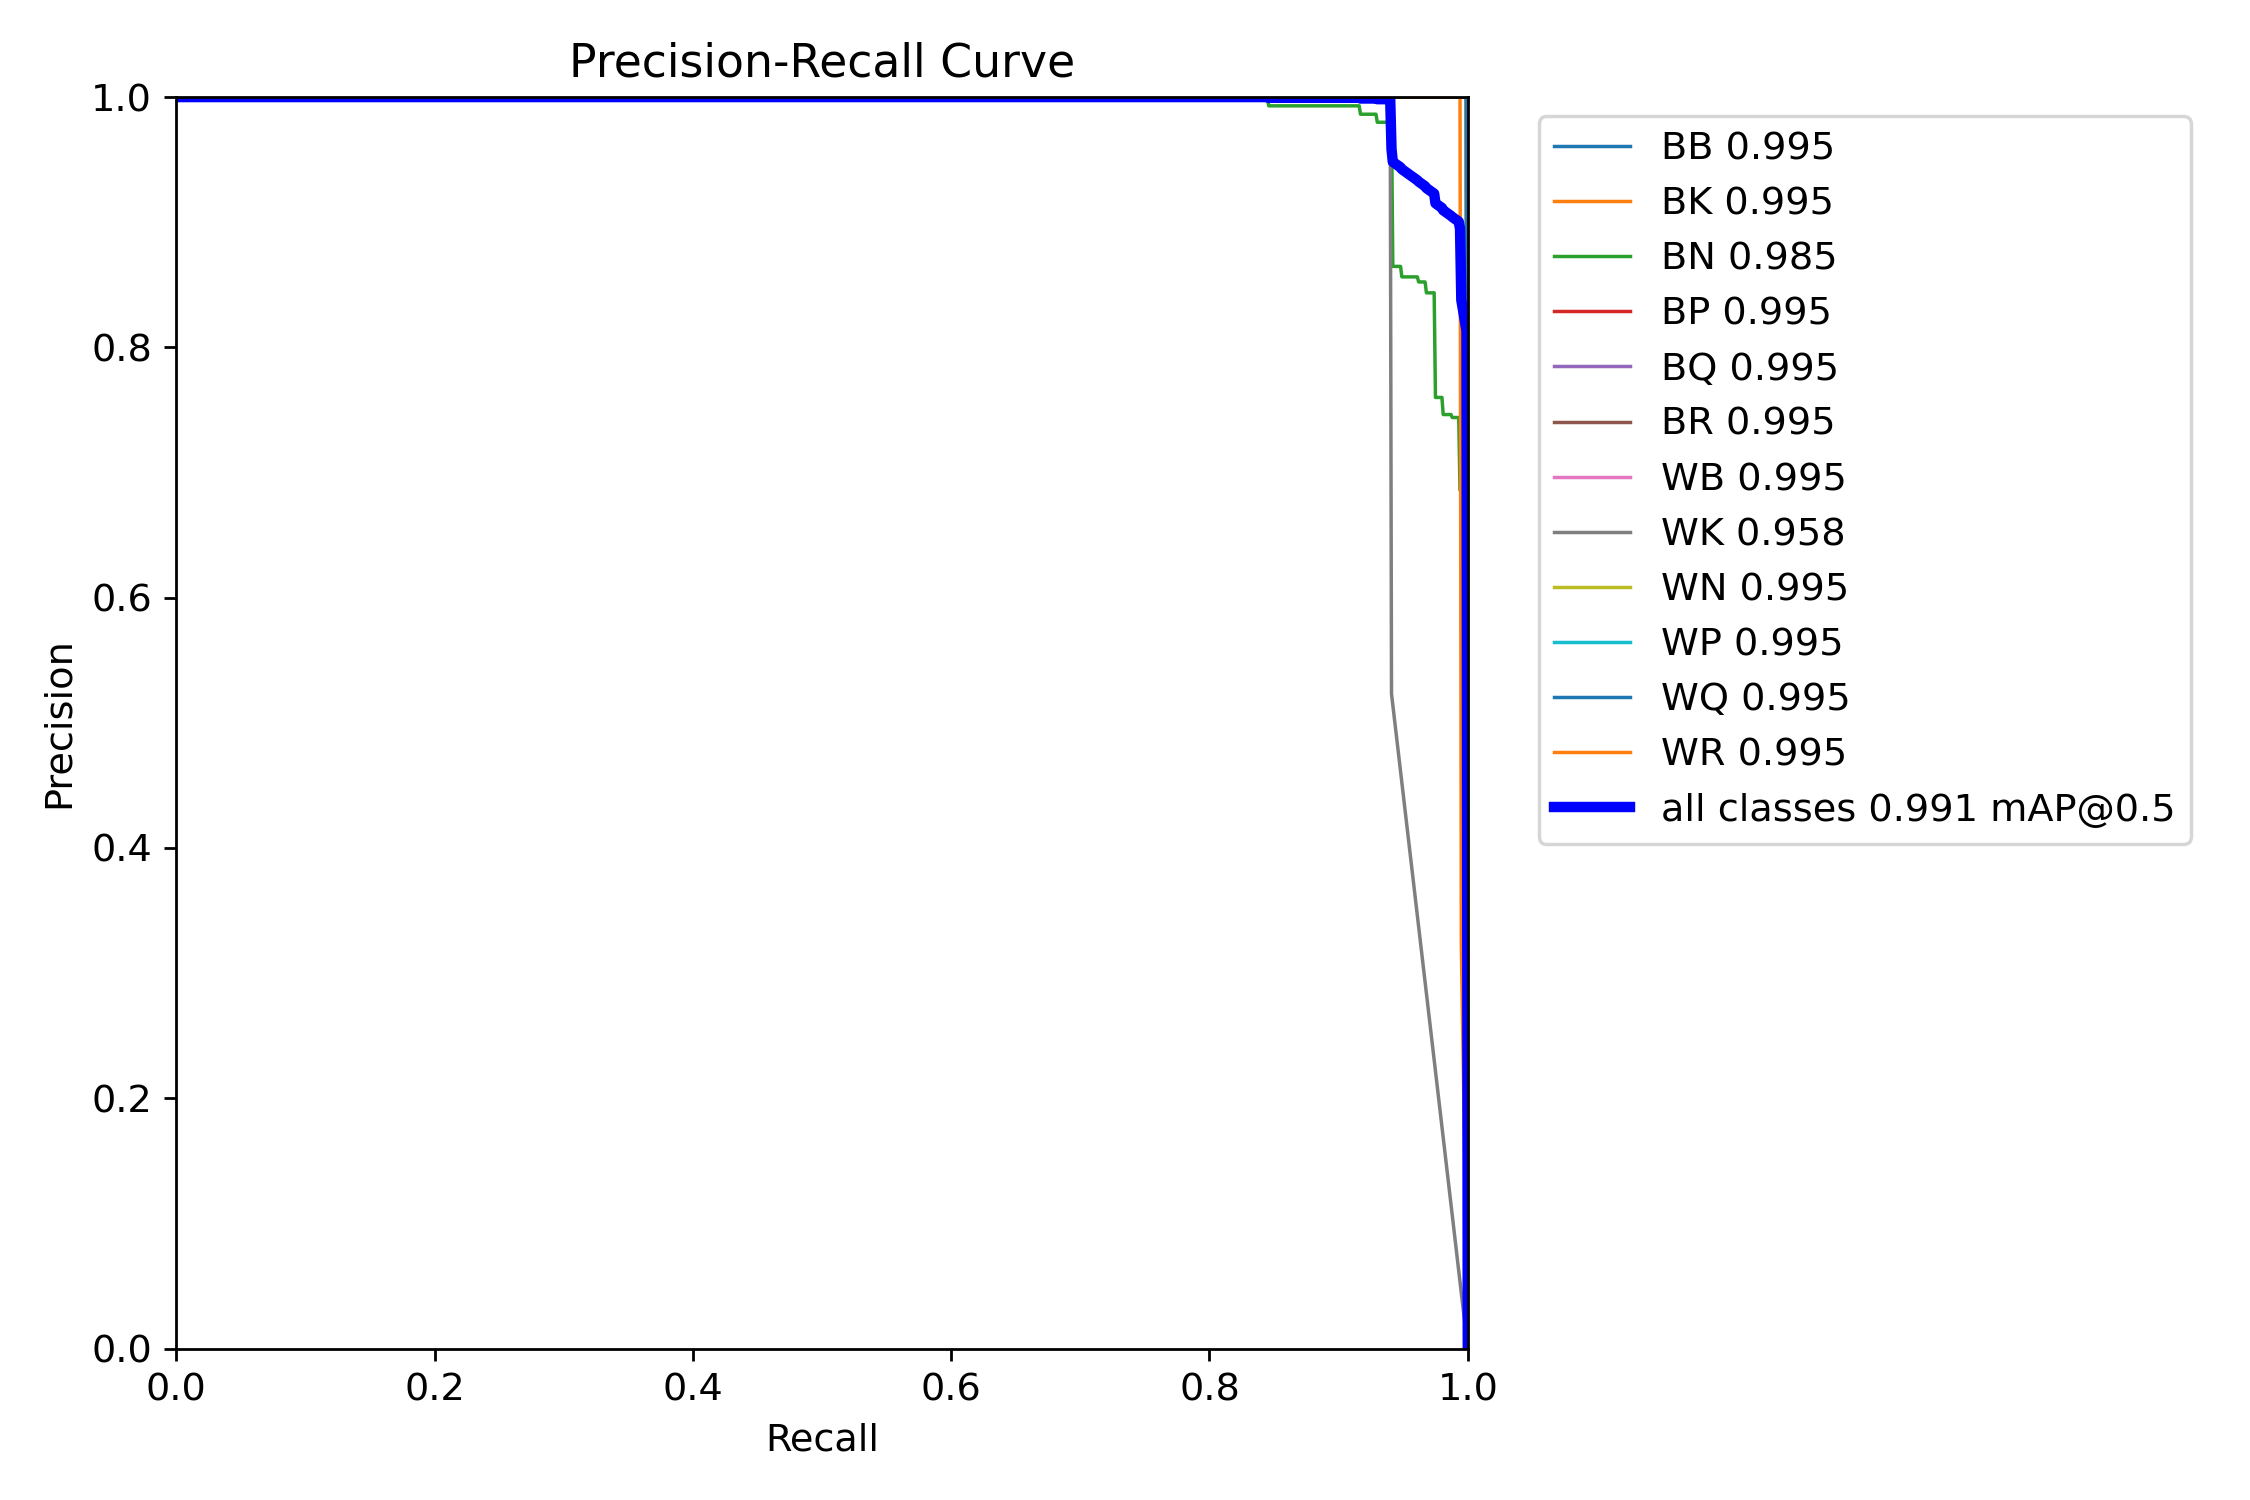 Precision-Recall Curve
1.0
0.8
0.6
0.4
0.2
0.0
Precision
0.0 0.2 0.4 0.6 0.8 1.0
Recall
BB 0.995
BK 0.995
BN 0.985
BP 0.995
BQ 0.995
BR 0.995
WB 0.995
WK 0.958
WN 0.995
WP 0.995
WQ 0.995
WR 0.995
all classes 0.991 mAP@0.5